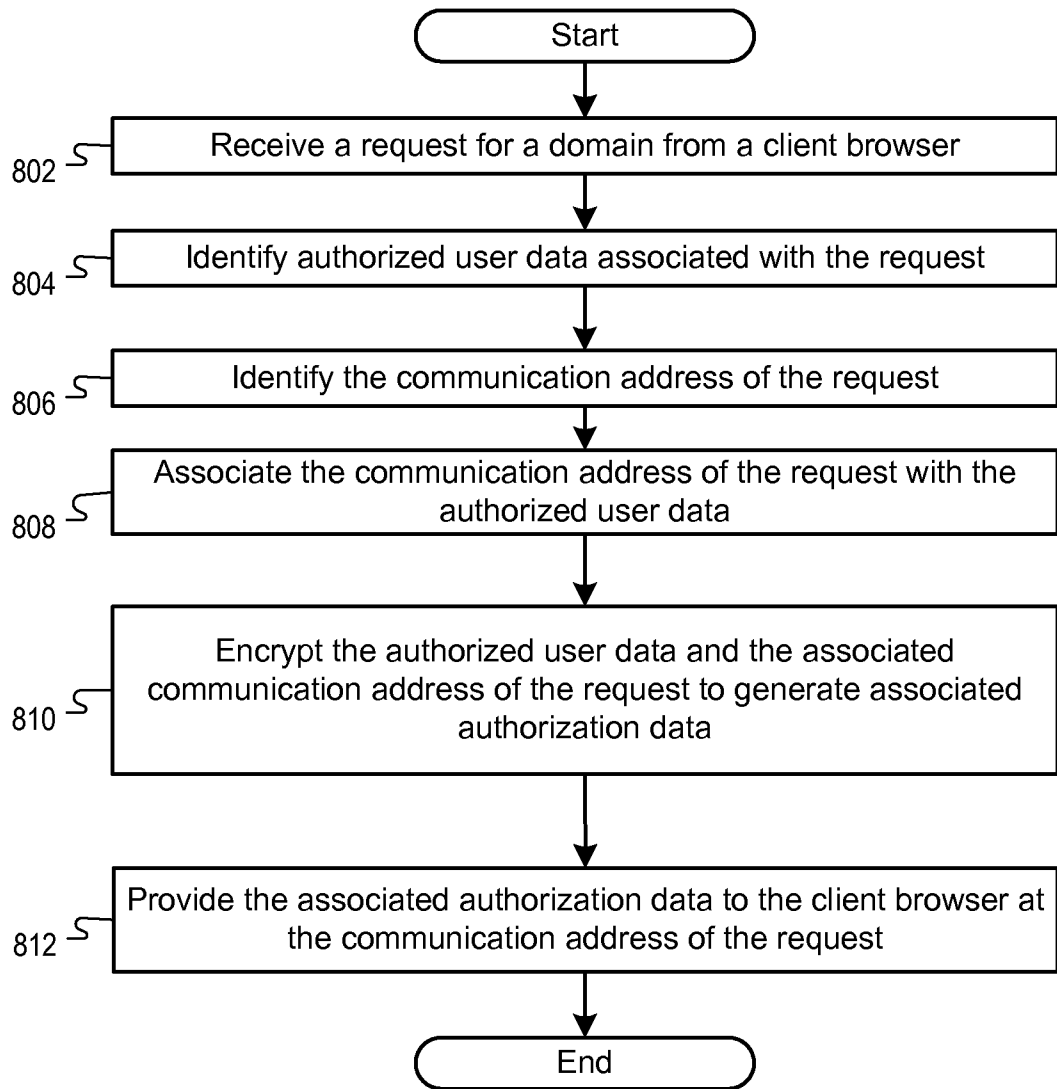 Start
802
Receive a request for a domain from a client browser
804
Identify authorized user data associated with the request
806
Identify the communication address of the request
808
Associate the communication address of the request with the
authorized user data
810
Encrypt the authorized user data and the associated
communication address of the request to generate associated
authorization data
812
Provide the associated authorization data to the client browser at
the communication address of the request
End